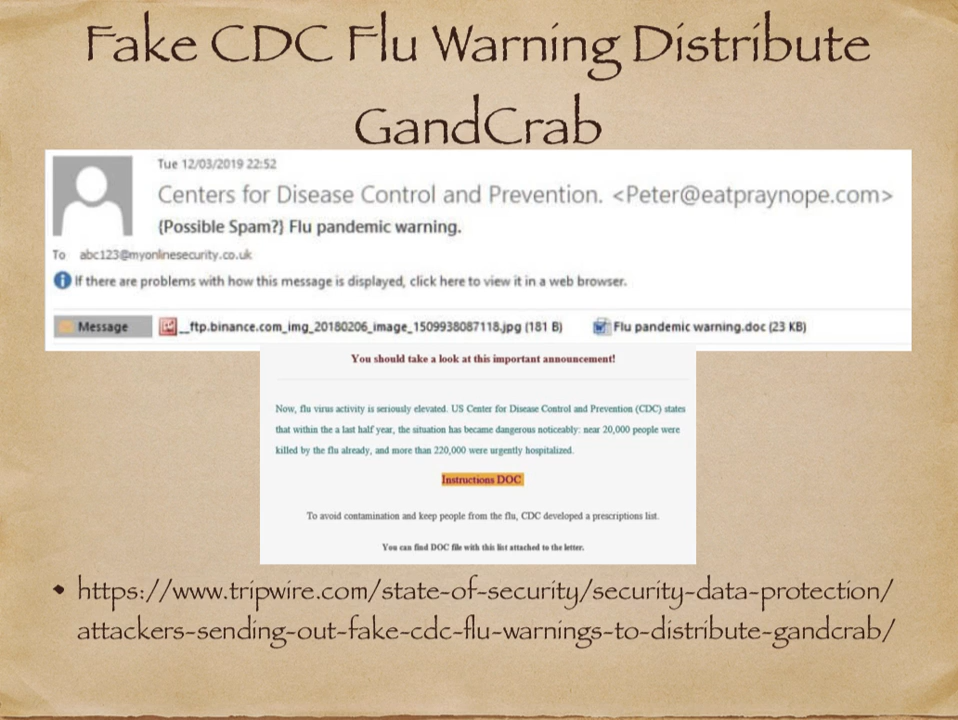 Fake CDC Flu Warning Distribute
GandCrab
Tue 12/03/2019 22:52
Centers for Disease Control and Prevention. <Peter@eatpraynope.com>
{Possible Spam?} Flu pandemic warning.
To abc123@myonlinesecurity.co.uk
If there are problems with how this message is displayed, click here to view it in a web browser.
Message __ftp.binance.com_img_20180206_image_1509938087118.jpg (181 B) Flu pandemic warning.doc (23 KB)
You should take a look at this important announcement!
Now, flu virus activity is seriously elevated. US Center for Disease Control and Prevention (CDC) states
that within the a last half year, the situation has became dangerous noticeably: near 20,000 people were
killed by the flu already, and more than 220,000 were urgently hospitalized.
Instructions DOC
To avoid contamination and keep people from the flu, CDC developed a prescriptions list.
You can find DOC file with this list attached to the letter.
• https://www.tripwire.com/state-of-security/security-data-protection/
attackers-sending-out-fake-cdc-flu-warnings-to-distribute-gandcrab/